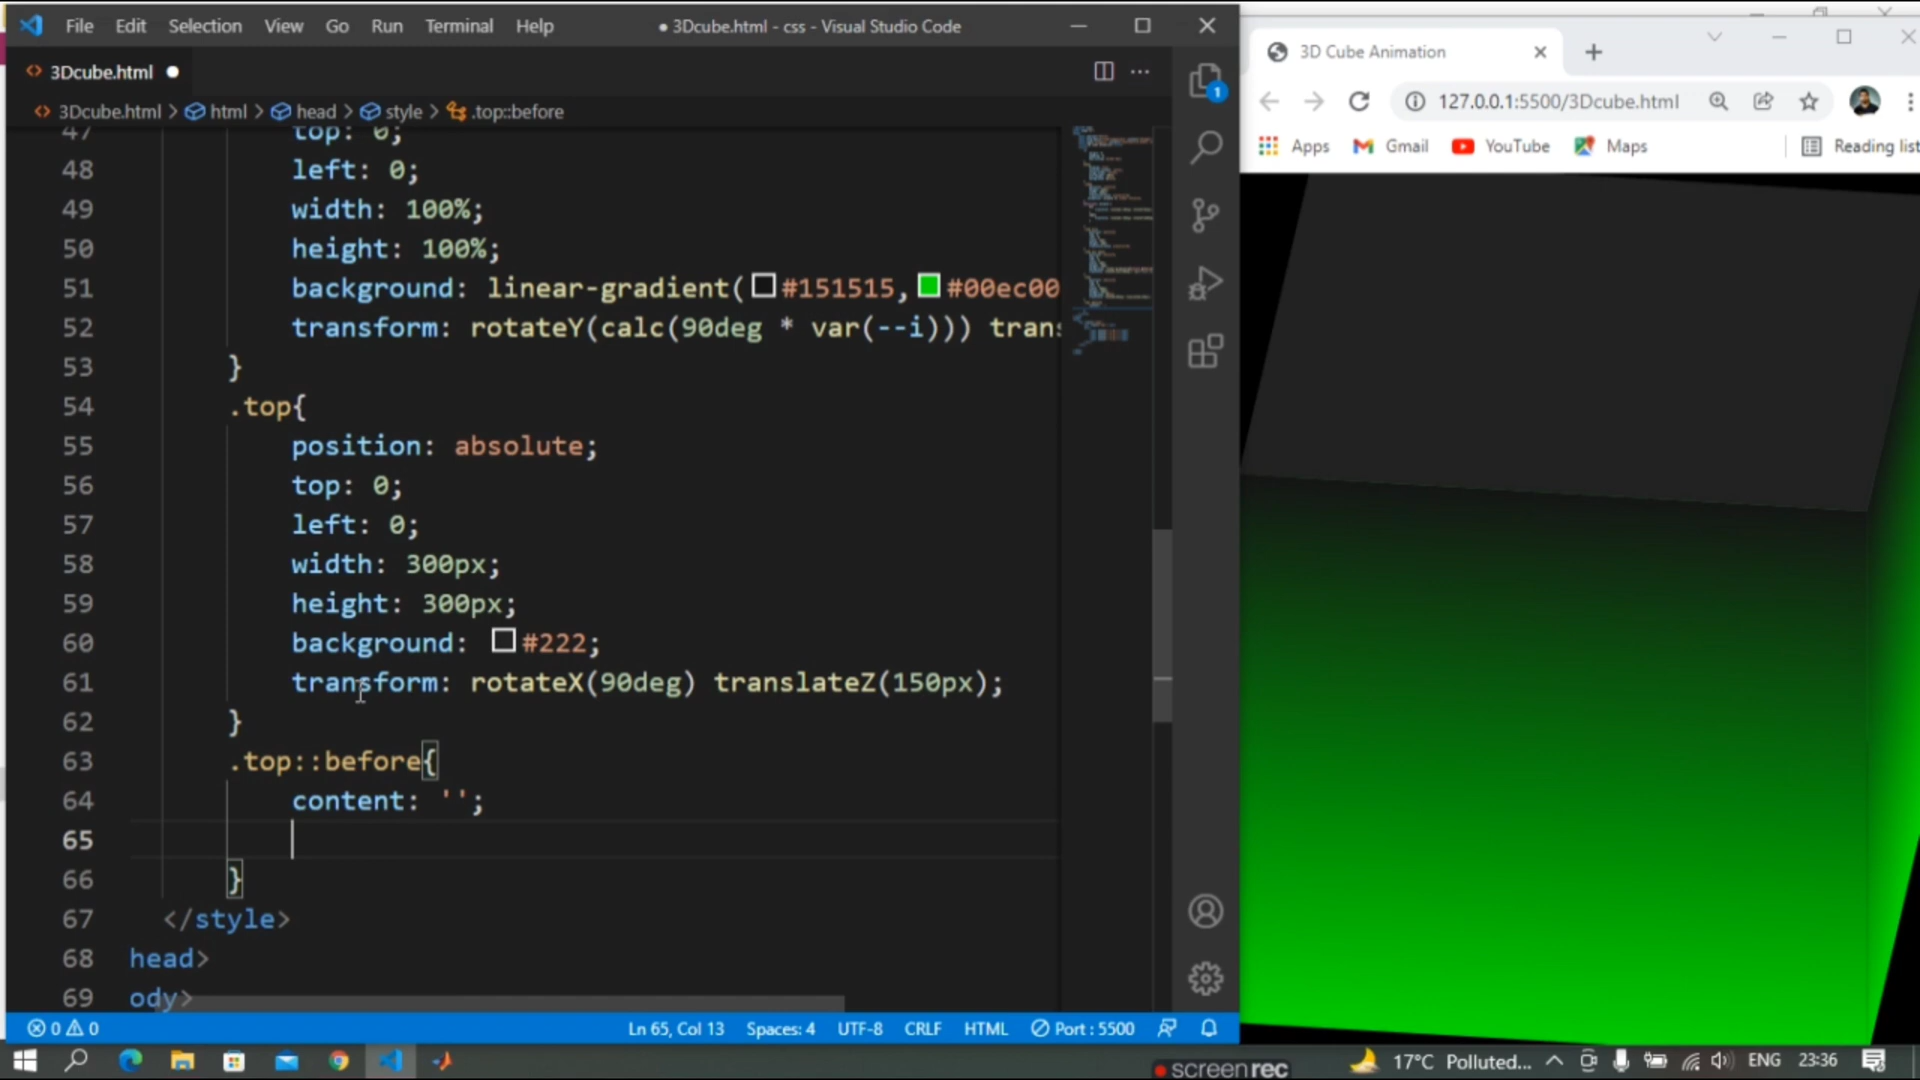 File Edit Selection View Go Run Terminal Help
● 3Dcube.html - css - Visual Studio Code
3Dcube.html ●
3Dcube.html > html > head > style > .top::before
47 top: 0;
48 left: 0;
49 width: 100%;
50 height: 100%;
51 background: linear-gradient(#151515,#00ec00
52 transform: rotateY(calc(90deg * var(--i))) trans
53 }
54 .top{
55 position: absolute;
56 top: 0;
57 left: 0;
58 width: 300px;
59 height: 300px;
60 background: #222;
61 transform: rotateX(90deg) translateZ(150px);
62 }
63 .top::before{
64 content: '';
65
66 }
67 </style>
68 head>
69 ody>
0 0 Ln 65, Col 13 Spaces: 4 UTF-8 CRLF HTML Port : 5500
1
3D Cube Animation
127.0.0.1:5500/3Dcube.html
Apps Gmail YouTube Maps Reading list
screenrec
17°C Polluted... ENG 23:36